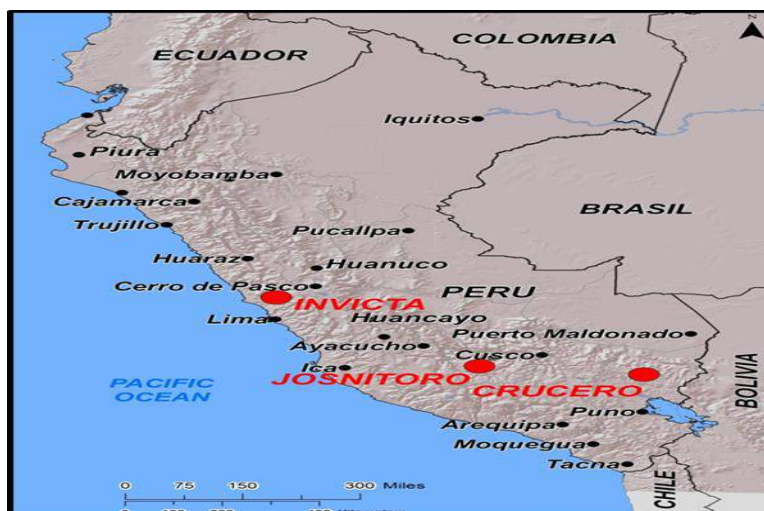 COLOMBIA
N
ECUADOR
Iquitos
Piura
Moyobamba
Cajamarca
BRASIL
Trujillo
Pucallpa
Huaraz
Huanuco
Cerro de Pasco
PERU
INVICTA
Lima
Huancayo
Puerto Maldonado
Ayacucho
Cusco
Ica
JOSNITORO
CRUCERO
PACIFIC
OCEAN
BOLIVIA
Puno
Arequipa
Moquegua
Tacna
CHILE
0 75 150 300 Miles